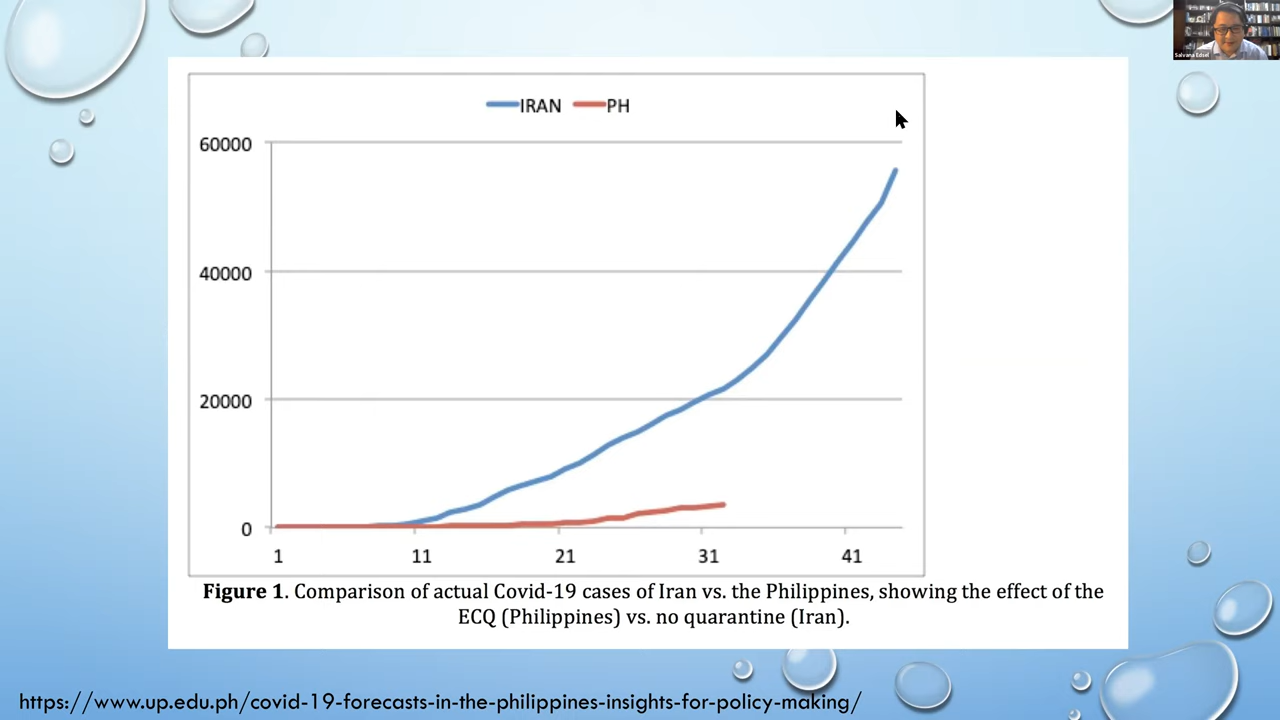 Salvana Edsel
IRAN PH
60000
40000
20000
0
1 11 21 31 41
Figure 1. Comparison of actual Covid-19 cases of Iran vs. the Philippines, showing the effect of the
ECQ (Philippines) vs. no quarantine (Iran).
https://www.up.edu.ph/covid-19-forecasts-in-the-philippines-insights-for-policy-making/